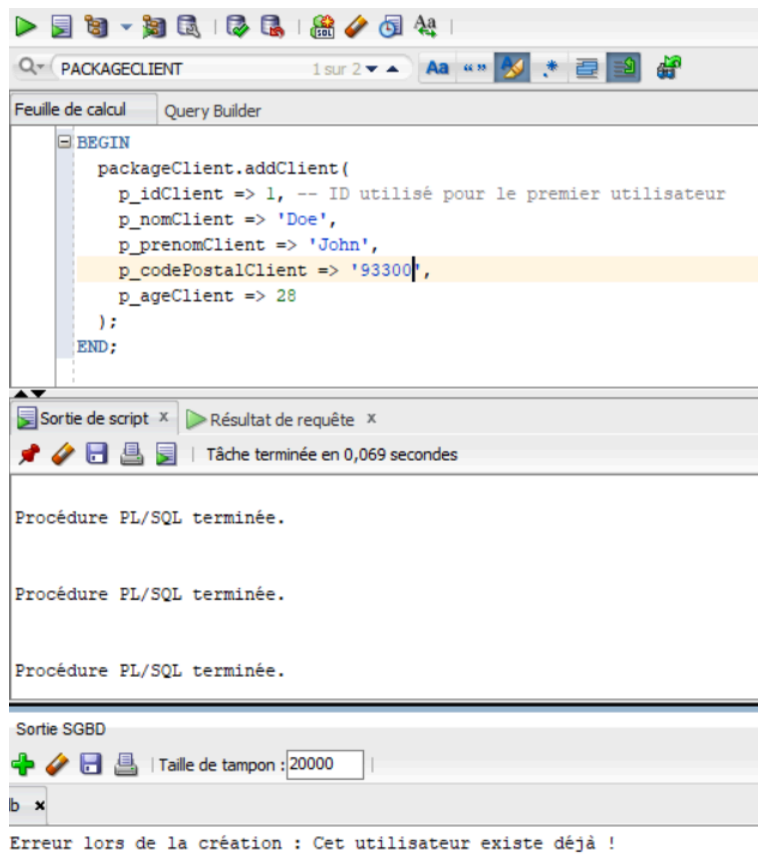 SQL
Aa
PACKAGECLIENT 1 sur 2 Aa “” .*
Feuille de calcul Query Builder
BEGIN
packageClient.addClient(
p_idClient => 1, -- ID utilisé pour le premier utilisateur
p_nomClient => 'Doe',
p_prenomClient => 'John',
p_codePostalClient => '93300',
p_ageClient => 28
);
END;
Sortie de script x Résultat de requête x
Tâche terminée en 0,069 secondes
Procédure PL/SQL terminée.
Procédure PL/SQL terminée.
Procédure PL/SQL terminée.
Sortie SGBD
Taille de tampon : 20000
b x
Erreur lors de la création : Cet utilisateur existe déjà !